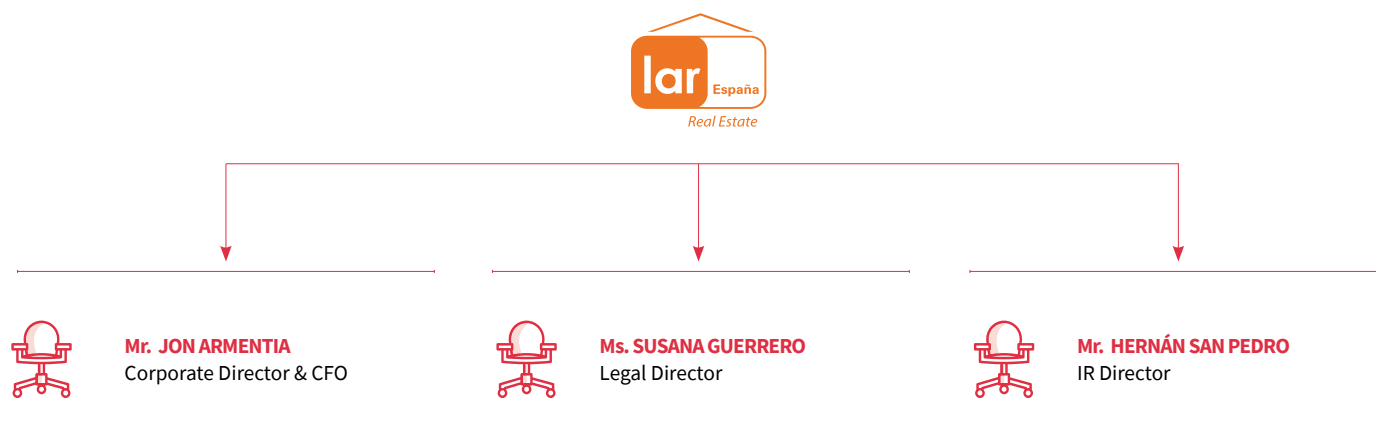 lar
España
Real Estate
Mr. JON ARMENTIA
Corporate Director & CFO
Ms. SUSANA GUERRERO
Legal Director
Mr. HERNÁN SAN PEDRO
IR Director